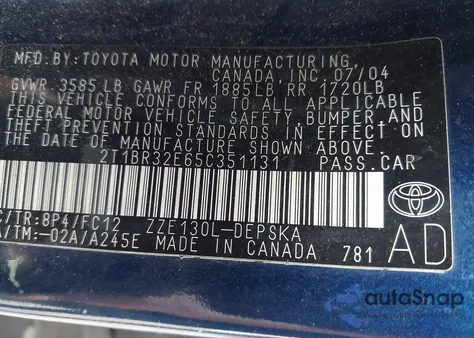 MFD.BY: TOYOTA MOTOR MANUFACTURING,
CANADA, INC. 07/04
GVWR 3585 LB GAWR FR 1885LB RR 1720LB
THIS VEHICLE CONFORMS TO ALL APPLICABLE
FEDERAL MOTOR VEHICLE SAFETY, BUMPER, AND
THEFT PREVENTION STANDARDS IN EFFECT ON
THE DATE OF MANUFACTURE SHOWN ABOVE.
2T1BR32E65C351131 PASS.CAR
C/TR:8P4/FC12 ZZE130L-DEPSKA
A/TM:-02A/A245E MADE IN CANADA 781
AD
autoSnap